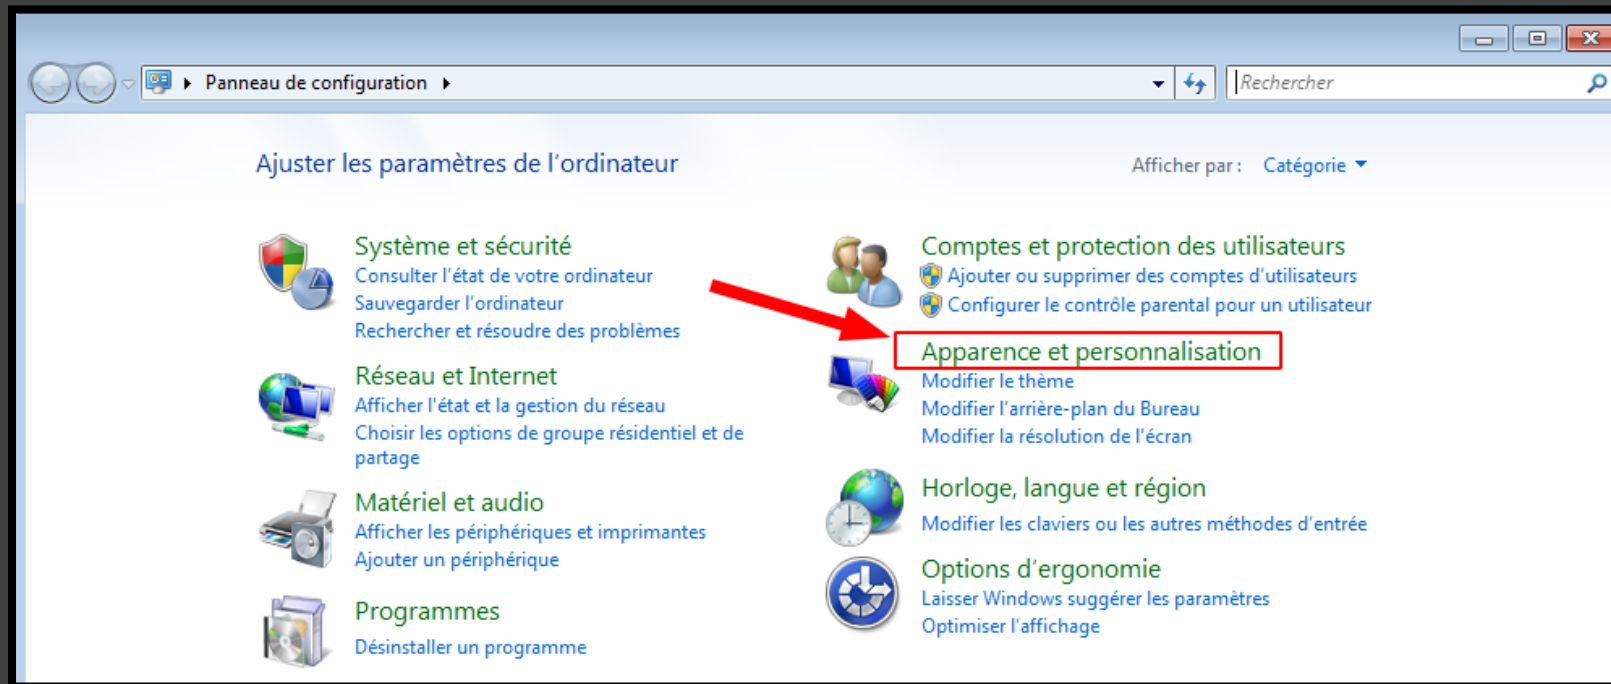 Panneau de configuration
Rechercher
Ajuster les paramètres de l'ordinateur
Afficher par : Catégorie
Système et sécurité
Consulter l'état de votre ordinateur
Sauvegarder l'ordinateur
Rechercher et résoudre des problèmes
Réseau et Internet
Afficher l'état et la gestion du réseau
Choisir les options de groupe résidentiel et de
partage
Matériel et audio
Afficher les périphériques et imprimantes
Ajouter un périphérique
Programmes
Désinstaller un programme
Comptes et protection des utilisateurs
Ajouter ou supprimer des comptes d'utilisateurs
Configurer le contrôle parental pour un utilisateur
Apparence et personnalisation
Modifier le thème
Modifier l'arrière-plan du Bureau
Modifier la résolution de l'écran
Horloge, langue et région
Modifier les claviers ou les autres méthodes d'entrée
Options d'ergonomie
Laisser Windows suggérer les paramètres
Optimiser l'affichage